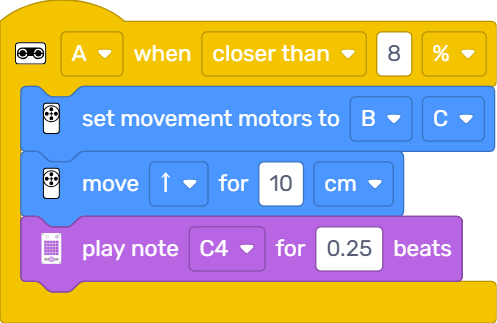 A when closer than 8 %
set movement motors to B C
move ↑ for 10 cm
play note C4 for 0.25 beats